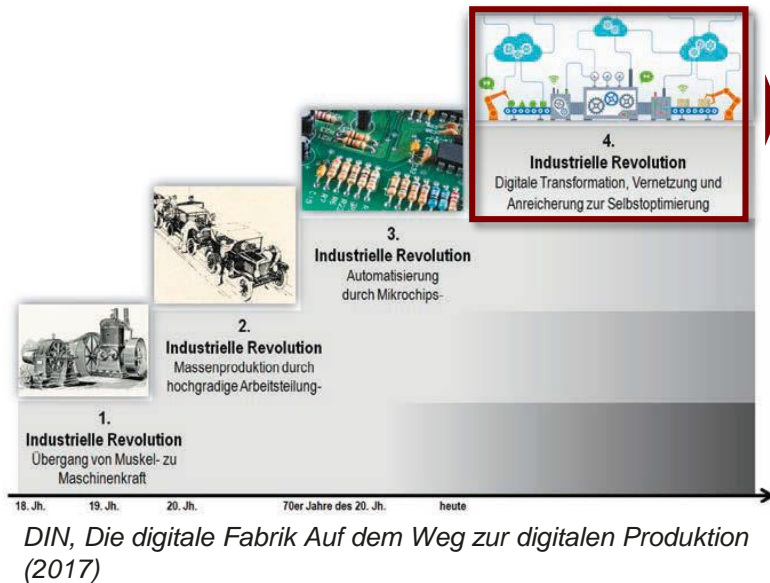 4.
Industrielle Revolution
Digitale Transformation, Vernetzung und
Anreicherung zur Selbstoptimierung
3.
Industrielle Revolution
Automatisierung
durch Mikrochips-
2.
Industrielle Revolution
Massenproduktion durch
hochgradige Arbeitsteilung-
1.
Industrielle Revolution
Übergang von Muskel- zu
Maschinenkraft
18. Jh. 19. Jh. 20. Jh. 70er Jahre des 20. Jh. heute
DIN, Die digitale Fabrik Auf dem Weg zur digitalen Produktion
(2017)